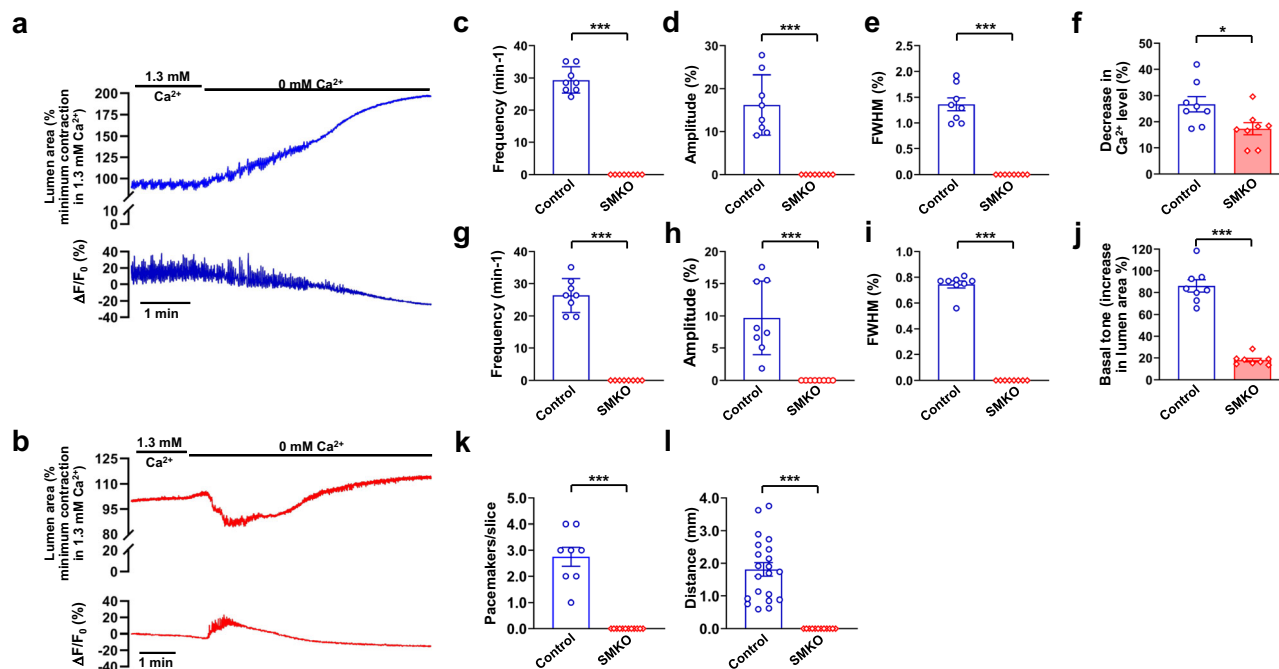 a
1.3 mM
Ca²⁺
0 mM Ca²⁺
Lumen area (%
minimum contraction
in 1.3 mM Ca²⁺)
200
175
150
125
100
10
0
ΔF/F₀ (%)
40
20
0
-20
-40
1 min
b
1.3 mM
Ca²⁺
0 mM Ca²⁺
Lumen area (%
minimum contraction
in 1.3 mM Ca²⁺)
125
100
80
20
0
ΔF/F₀ (%)
40
20
0
-20
-40
1 min
c
***
Frequency (min-1)
40
30
20
10
0
Control
SMKO
d
***
Amplitude (%)
30
20
10
0
Control
SMKO
e
***
FWHM (%)
2.5
2.0
1.5
1.0
0.5
0.0
Control
SMKO
f
*
Decrease in
Ca²⁺ level (%)
50
40
30
20
10
0
Control
SMKO
g
***
Frequency (min-1)
40
30
20
10
0
Control
SMKO
h
***
Amplitude (%)
20
15
10
5
0
Control
SMKO
i
***
FWHM (%)
1.0
0.8
0.6
0.4
0.2
0.0
Control
SMKO
j
***
Basal tone (increase
in lumen area %)
120
100
80
60
40
20
0
Control
SMKO
k
***
Pacemakers/slice
5.0
4.0
3.0
2.0
1.0
0.0
Control
SMKO
l
***
Distance (mm)
4.0
3.0
2.0
1.0
0.0
Control
SMKO